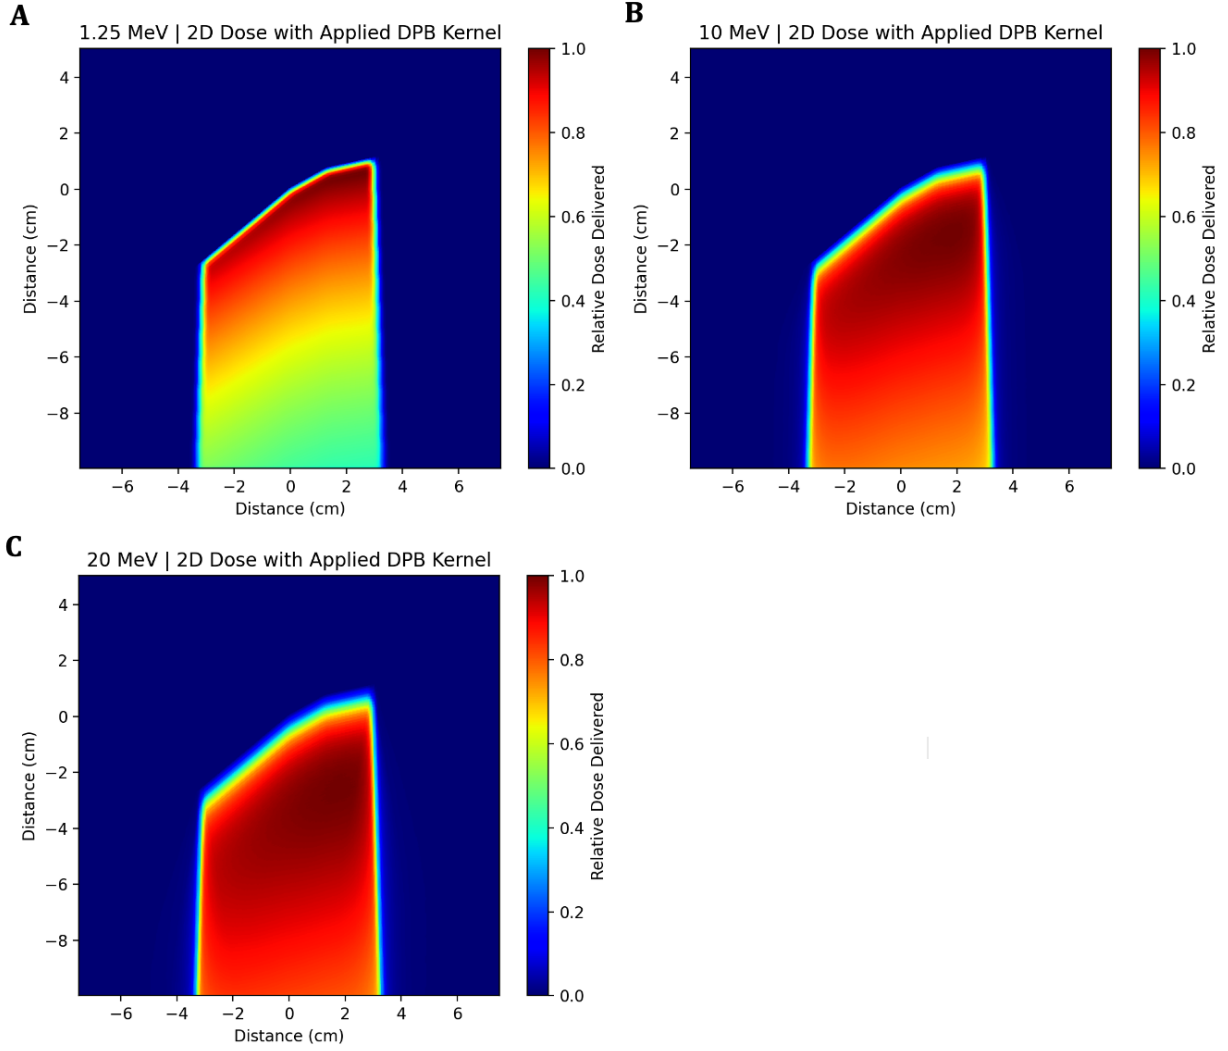 A
1.25 MeV | 2D Dose with Applied DPB Kernel
4
2
0
−2
−4
−6
−8
−6 −4 −2 0 2 4 6
Distance (cm)
Distance (cm)
1.0
0.8
0.6
0.4
0.2
0.0
Relative Dose Delivered
B
10 MeV | 2D Dose with Applied DPB Kernel
4
2
0
−2
−4
−6
−8
−6 −4 −2 0 2 4 6
Distance (cm)
Distance (cm)
1.0
0.8
0.6
0.4
0.2
0.0
Relative Dose Delivered
C
20 MeV | 2D Dose with Applied DPB Kernel
4
2
0
−2
−4
−6
−8
−6 −4 −2 0 2 4 6
Distance (cm)
Distance (cm)
1.0
0.8
0.6
0.4
0.2
0.0
Relative Dose Delivered